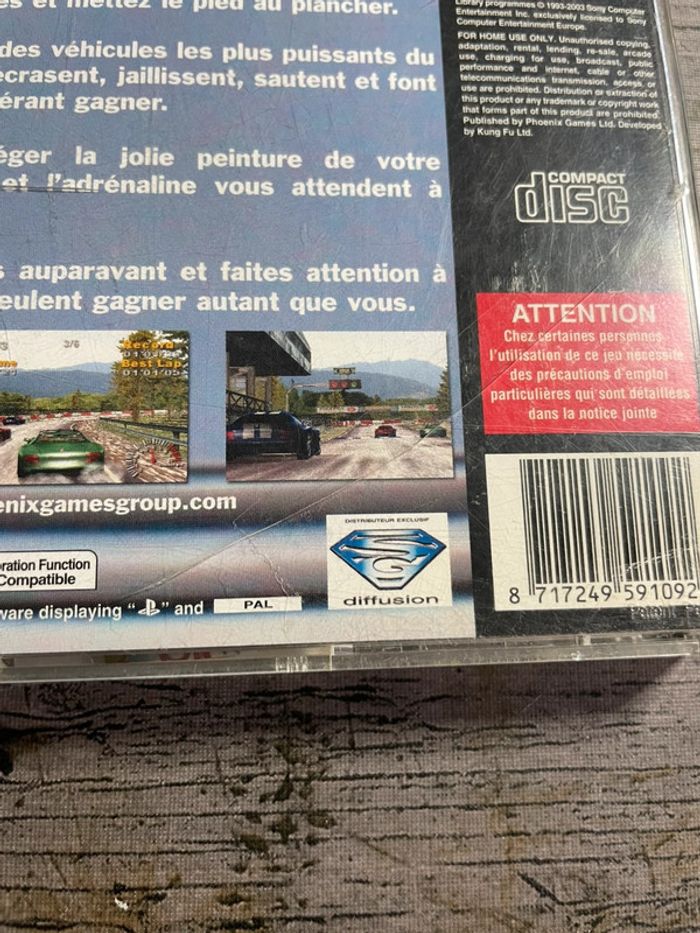 es et mettez le pied au plancher.
des véhicules les plus puissants du
ecrasent, jaillissent, sautent et font
érant gagner.
éger la jolie peinture de votre
et l'adrénaline vous attendent à
s auparavant et faites attention à
eulent gagner autant que vous.
3/6
Record
Best Lap
01'01'05
enixgamesgroup.com
ration Function
Compatible
ware displaying " " and PAL
DISTRIBUTEUR EXCLUSIF
SG
diffusion
Library programmes © 1993-2003 Sony Computer
Entertainment Inc. exclusively licensed to Sony
Computer Entertainment Europe.
FOR HOME USE ONLY. Unauthorised copying,
adaptation, rental, lending, re-sale, arcade
use, charging for use, broadcast, public
performance and internet, cable or other
telecommunications transmission, access or
use are prohibited. Distribution or extraction of
this product or any trademark or copyright work
that forms part of this product are prohibited.
Published by Phoenix Games Ltd. Developed
by Kung Fu Ltd.
COMPACT
disc
ATTENTION
Chez certaines personnes
l'utilisation de ce jeu nécessite
des précautions d'emploi
particulières qui sont détaillées
dans la notice jointe
8 717249 591092